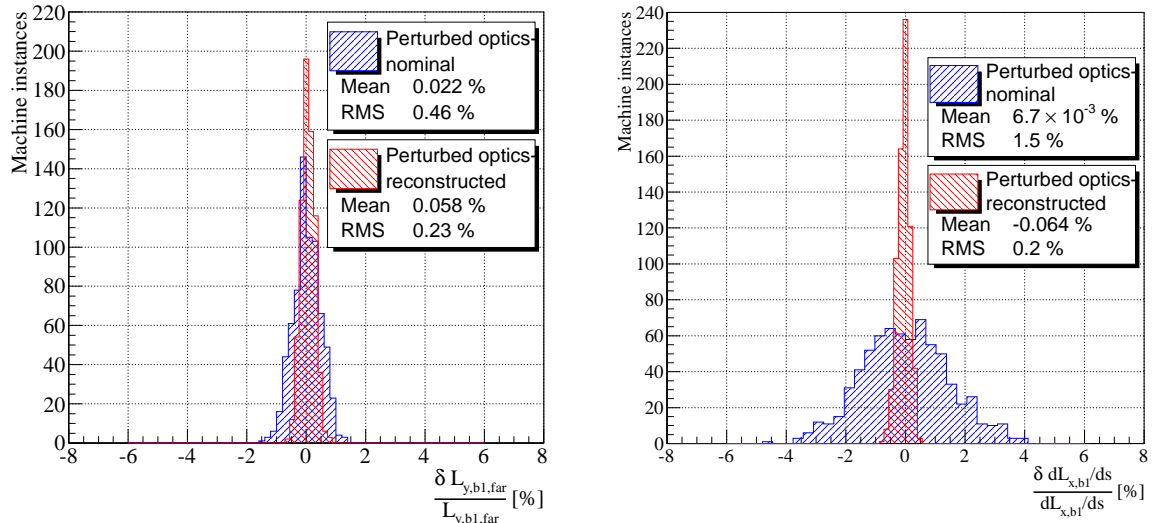 Machine instances
220
200
180
160
140
120
100
80
60
40
20
0
-8 -6 -4 -2 0 2 4 6 8
Perturbed optics-
nominal
Mean 0.022 %
RMS 0.46 %
Perturbed optics-
reconstructed
Mean 0.058 %
RMS 0.23 %
δ L_y,b1,far
L_y,b1,far
[%]
Machine instances
240
220
200
180
160
140
120
100
80
60
40
20
0
-8 -6 -4 -2 0 2 4 6 8
Perturbed optics-
nominal
Mean 6.7 × 10⁻³ %
RMS 1.5 %
Perturbed optics-
reconstructed
Mean -0.064 %
RMS 0.2 %
δ dL_x,b1/ds
dL_x,b1/ds
[%]